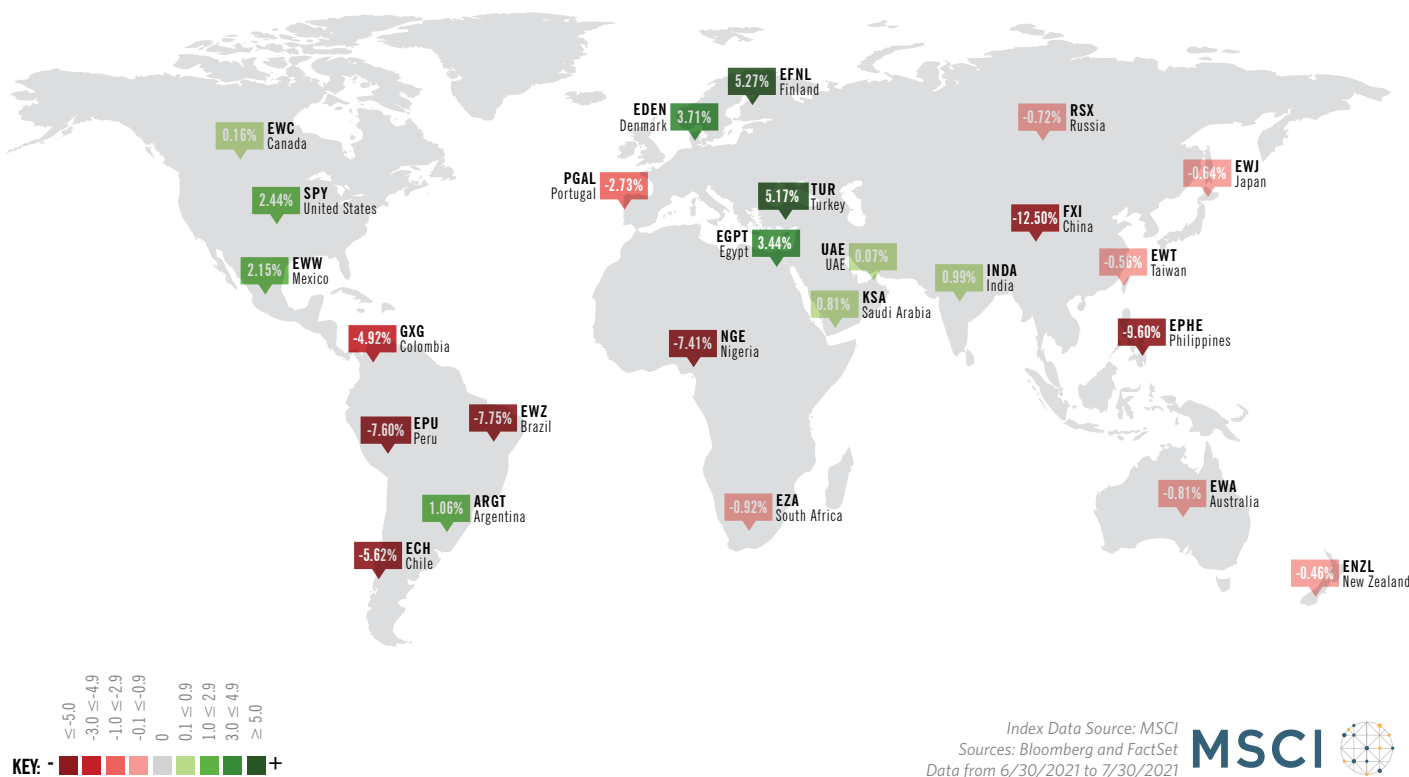 5.27%
EFNL
Finland
EDEN
Denmark
3.71%
0.16%
EWC
Canada
-0.72%
RSX
Russia
-0.64%
EWJ
Japan
PGAL
Portugal
-2.73%
2.44%
SPY
United States
5.17%
TUR
Turkey
-12.50%
FXI
China
EGPT
Egypt
3.44%
UAE
UAE
0.07%
2.15%
EWW
Mexico
0.99%
INDA
India
-0.56%
EWT
Taiwan
0.81%
KSA
Saudi Arabia
-4.92%
GXG
Colombia
-7.41%
NGE
Nigeria
-9.60%
EPHE
Philippines
-7.60%
EPU
Peru
-7.75%
EWZ
Brazil
1.06%
ARGT
Argentina
-0.92%
EZA
South Africa
-0.81%
EWA
Australia
-5.62%
ECH
Chile
-0.46%
ENZL
New Zealand
≤ -5.0
-3.0 ≤ -4.9
-1.0 ≤ -2.9
-0.1 ≤ -0.9
0
0.1 ≤ 0.9
1.0 ≤ 2.9
3.0 ≤ 4.9
≥ 5.0
KEY: - +
Index Data Source: MSCI
Sources: Bloomberg and FactSet
Data from 6/30/2021 to 7/30/2021
MSCI